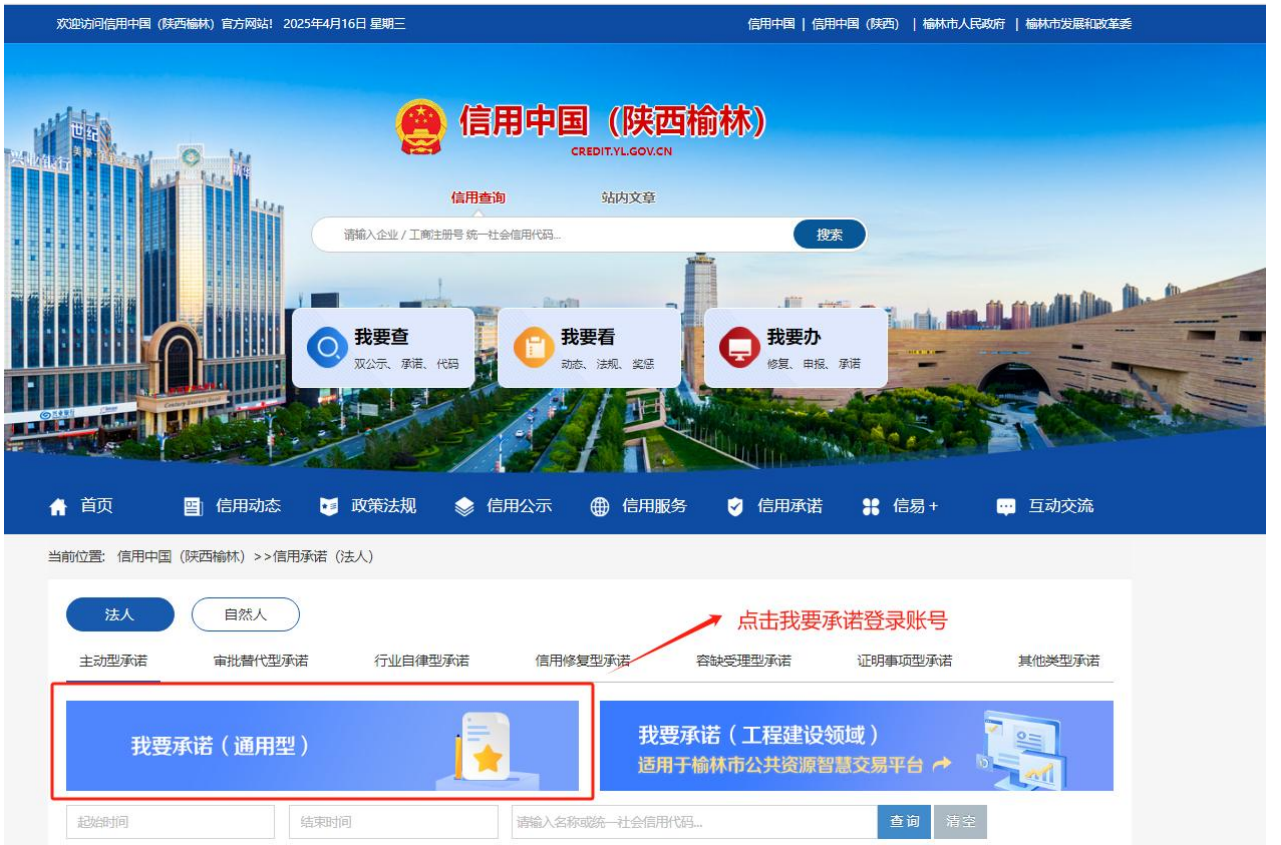 欢迎访问信用中国（陕西榆林）官方网站！ 2025年4月16日 星期三
信用中国 | 信用中国（陕西） | 榆林市人民政府 | 榆林市发展和改革委
信用中国（陕西榆林）
CREDIT.YL.GOV.CN
世纪
兴业银行
信用查询 站内文章
请输入企业 / 工商注册号 统一社会信用代码... 搜索
我要查 我要看 我要办
双公示、承诺、代码 动态、法规、奖惩 修复、申报、承诺
首页 信用动态 政策法规 信用公示 信用服务 信用承诺 信易+ 互动交流
当前位置: 信用中国（陕西榆林）>>信用承诺（法人）
法人 自然人
点击我要承诺登录账号
主动型承诺 审批替代型承诺 行业自律型承诺 信用修复型承诺 容缺受理型承诺 证明事项型承诺 其他类型承诺
我要承诺（通用型）
我要承诺（工程建设领域）
适用于榆林市公共资源智慧交易平台
起始时间 结束时间 请输入名称或统一社会信用代码... 查询 清空